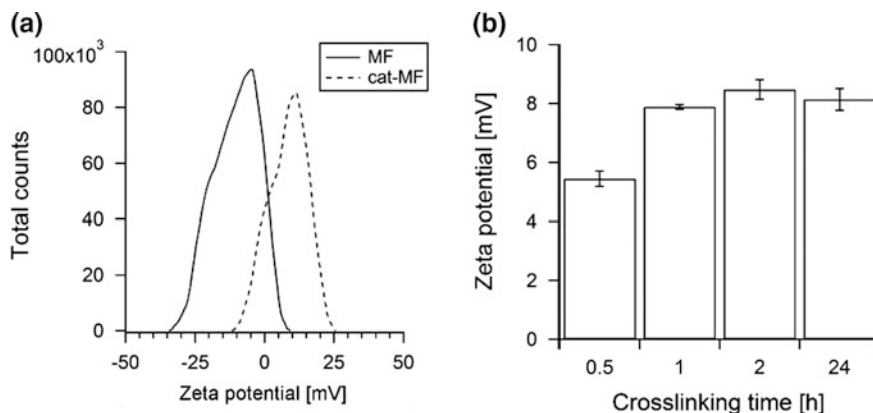 (a)
100x10³
80
60
40
20
0
Total counts
-50 -25 0 25 50
Zeta potential [mV]
MF
cat-MF
(b)
10
8
6
4
2
0
Zeta potential [mV]
0.5 1 2 24
Crosslinking time [h]